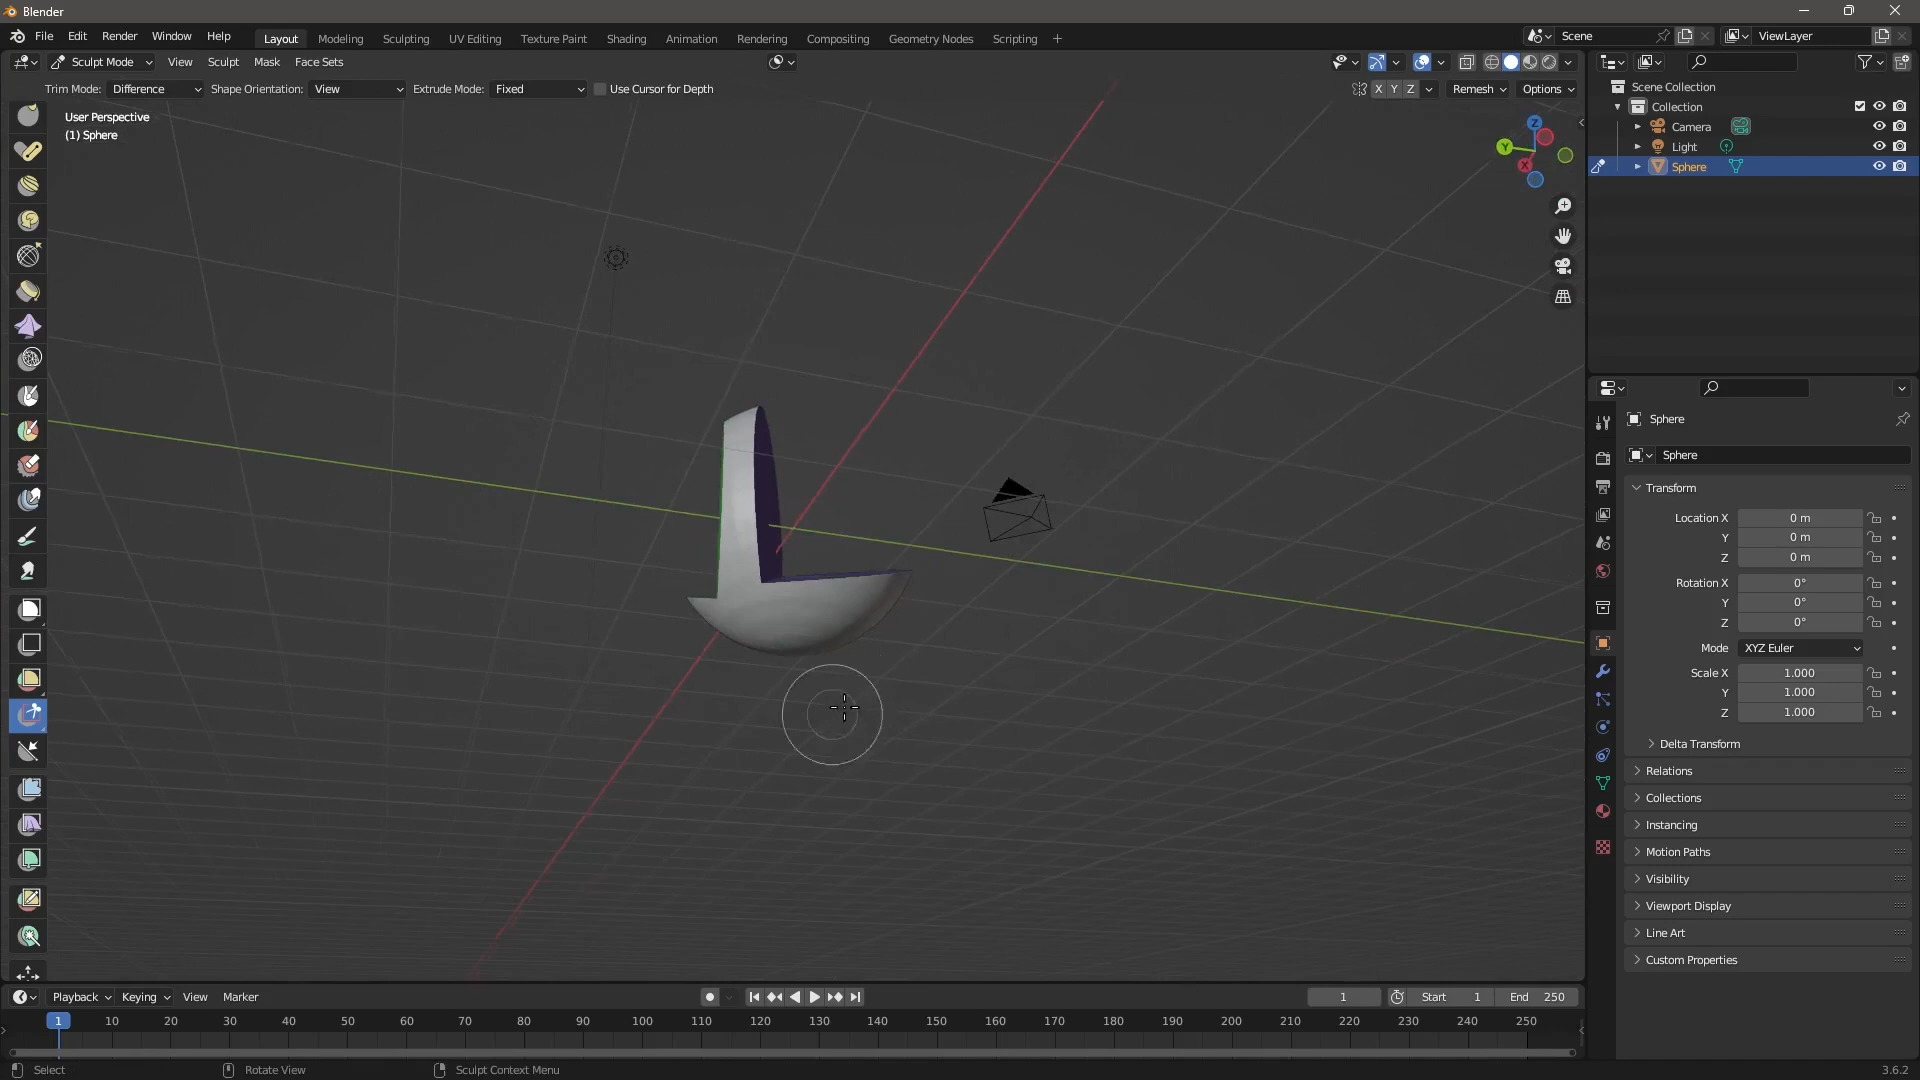 Blender
File Edit Render Window Help Layout Modeling Sculpting UV Editing Texture Paint Shading Animation Rendering Compositing Geometry Nodes Scripting + Scene ViewLayer
Sculpt Mode View Sculpt Mask Face Sets
Trim Mode: Difference Shape Orientation: View Extrude Mode: Fixed Use Cursor for Depth X Y Z Remesh Options
User Perspective
(1) Sphere
Z
Y
X
Scene Collection
Collection
Camera
Light
Sphere
Sphere
Sphere
Transform
Location X 0 m
Y 0 m
Z 0 m
Rotation X 0°
Y 0°
Z 0°
Mode XYZ Euler
Scale X 1.000
Y 1.000
Z 1.000
Delta Transform
Relations
Collections
Instancing
Motion Paths
Visibility
Viewport Display
Line Art
Custom Properties
Playback Keying View Marker 1 Start 1 End 250
1 10 20 30 40 50 60 70 80 90 100 110 120 130 140 150 160 170 180 190 200 210 220 230 240 250
Select Rotate View Sculpt Context Menu 3.6.2